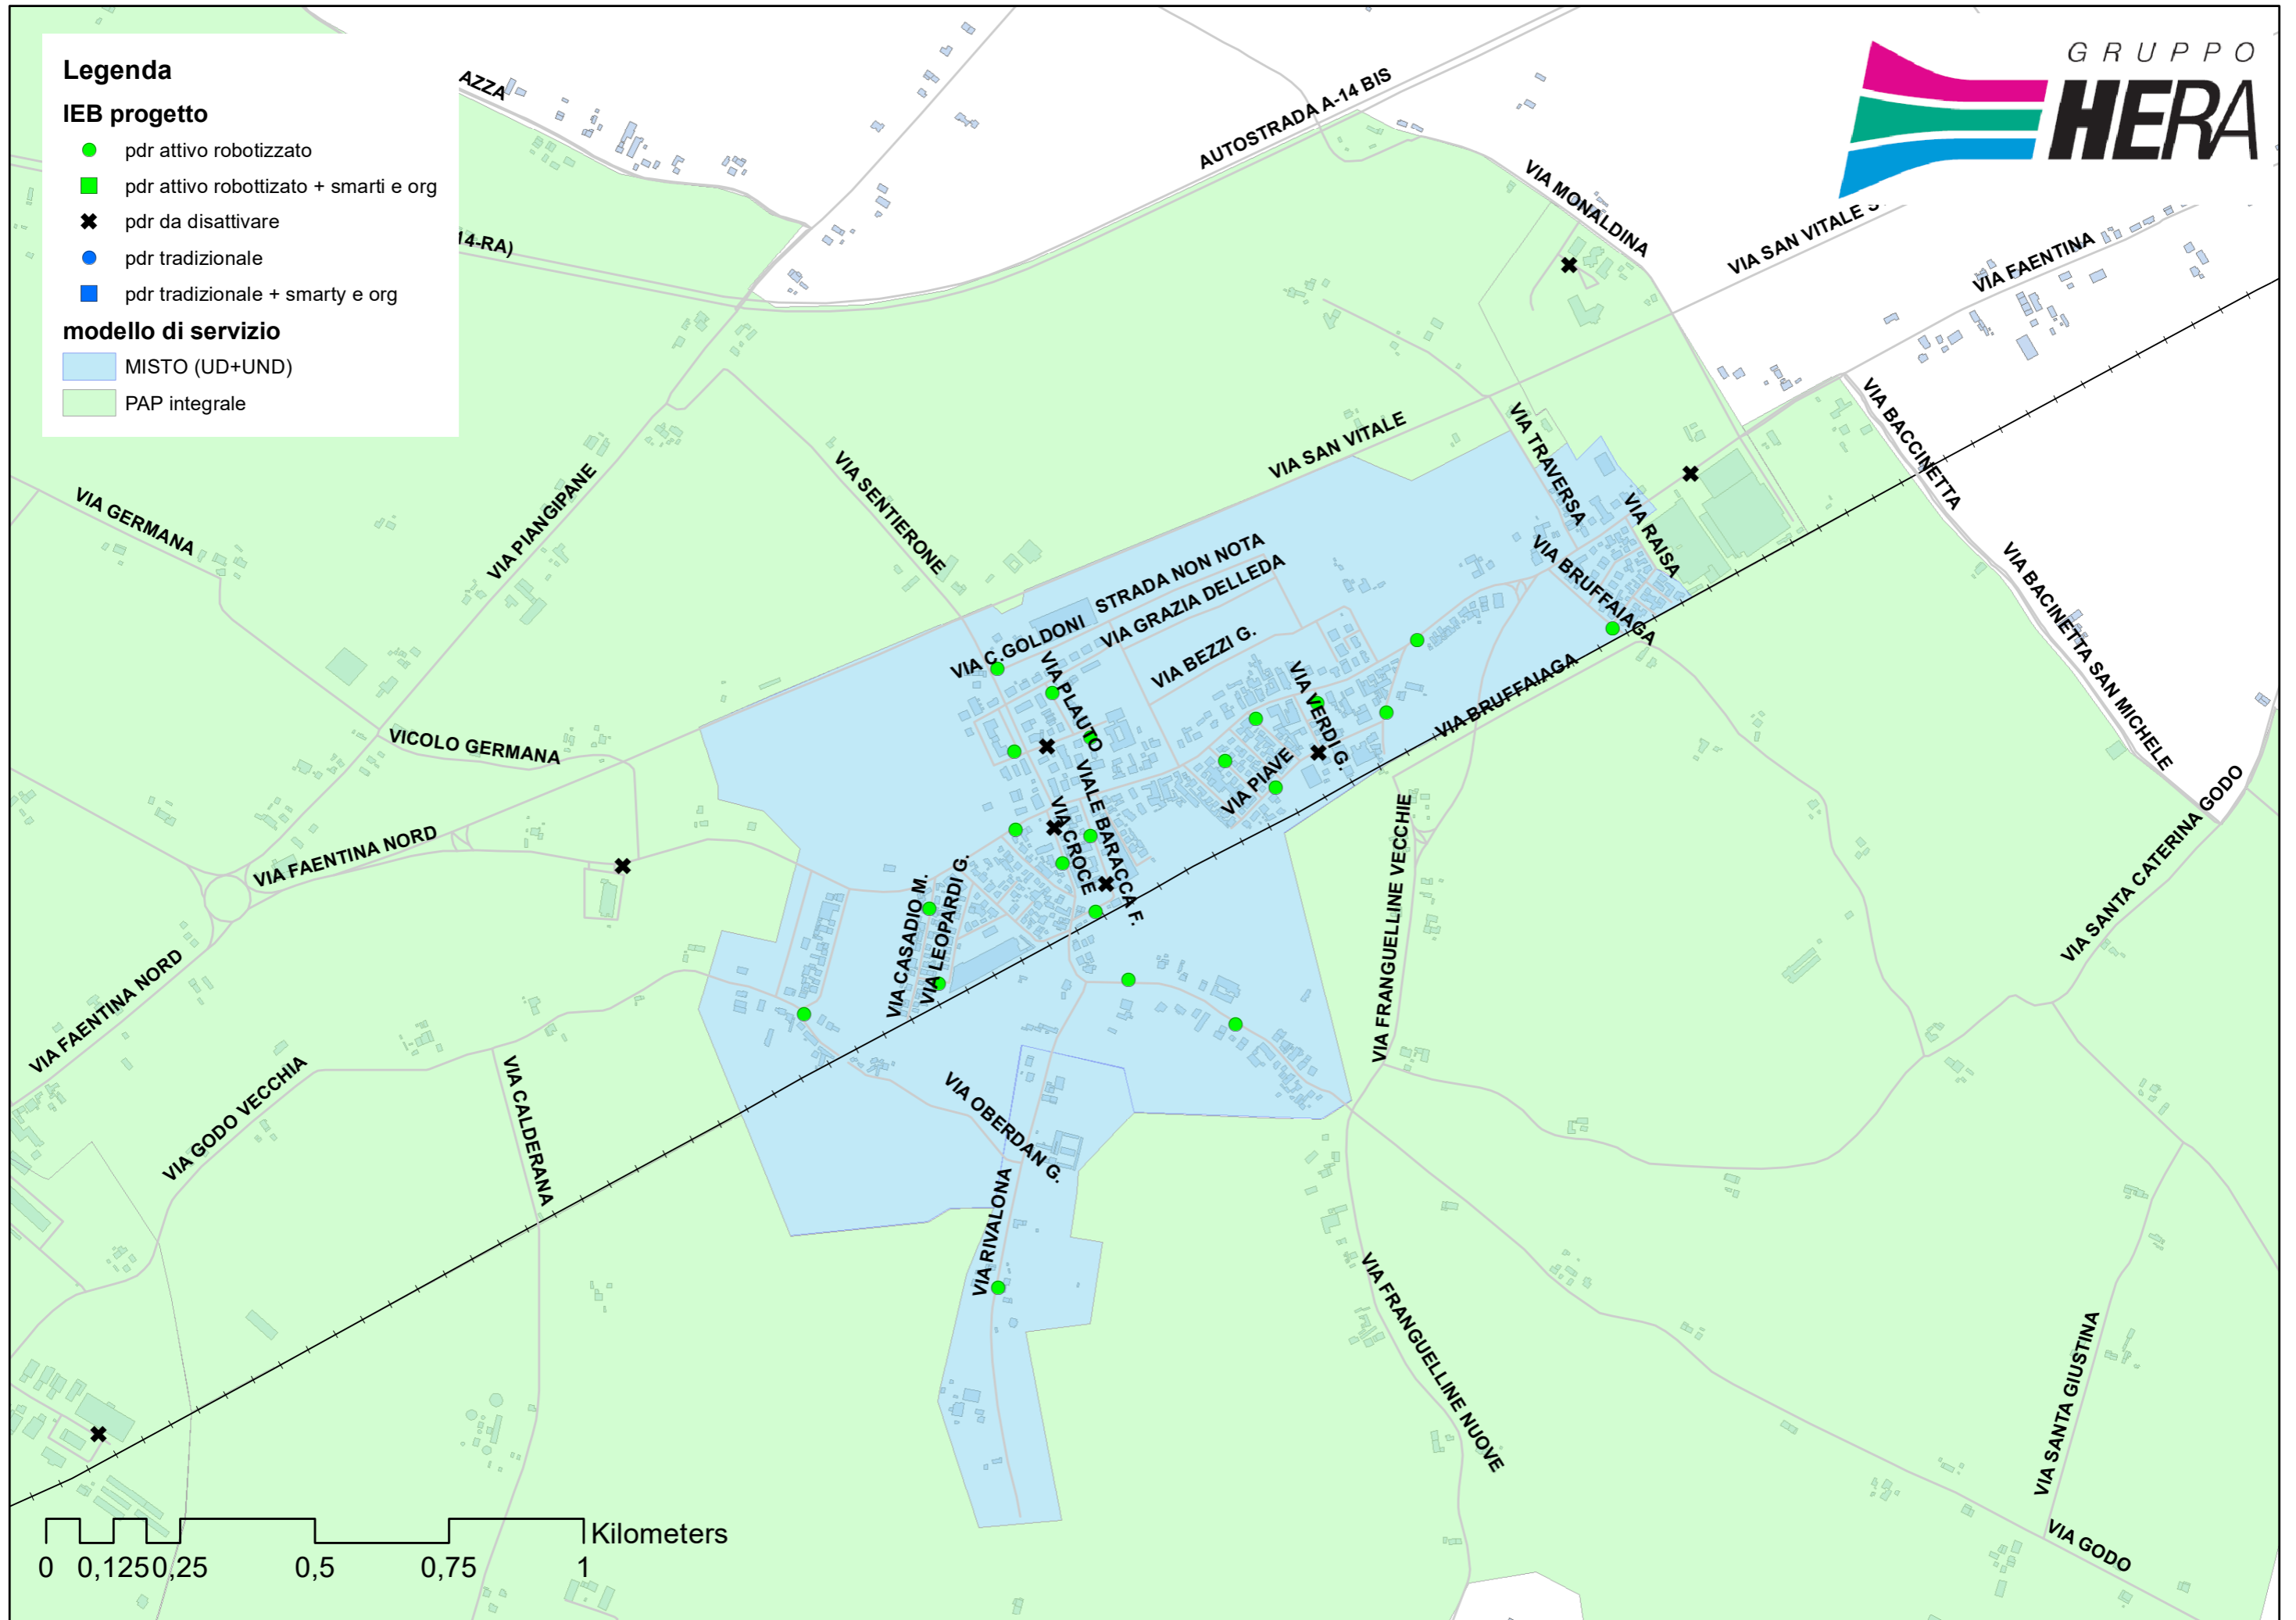 Legenda
IEB progetto
pdr attivo robotizzato
pdr attivo robottizato + smarti e org
pdr da disattivare
pdr tradizionale
pdr tradizionale + smarty e org
modello di servizio
MISTO (UD+UND)
PAP integrale
GRUPPO
HERA
AZZA
14-RA)
AUTOSTRADA A-14 BIS
VIA MONALDINA
VIA SAN VITALE S
VIA FAENTINA
VIA BACCINETTA
VIA BACINETTA SAN MICHELE
VIA SANTA CATERINA GODO
VIA GERMANA
VIA PIANGIPANE
VIA SENTIERONE
VIA SAN VITALE
VIA TRAVERSA
VIA RAISA
VIA BRUFFAIAGA
VIA BRUFFAIAGA
STRADA NON NOTA
VIA GRAZIA DELLEDA
VIA C.GOLDONI
VIA BEZZI G.
VIA PLAUTO
VIA VERDI G.
VIA PIAVE
VIALE BARACCA F.
VIA CROCE
VICOLO GERMANA
VIA FAENTINA NORD
VIA FAENTINA NORD
VIA CASADIO M.
VIA LEOPARDI G.
VIA FRANGUELLINE VECCHIE
VIA GODO VECCHIA
VIA CALDERANA
VIA OBERDAN G.
VIA RIVALONA
VIA FRANGUELLINE NUOVE
VIA SANTA GIUSTINA
VIA GODO
Kilometers
0 0,125 0,25 0,5 0,75 1